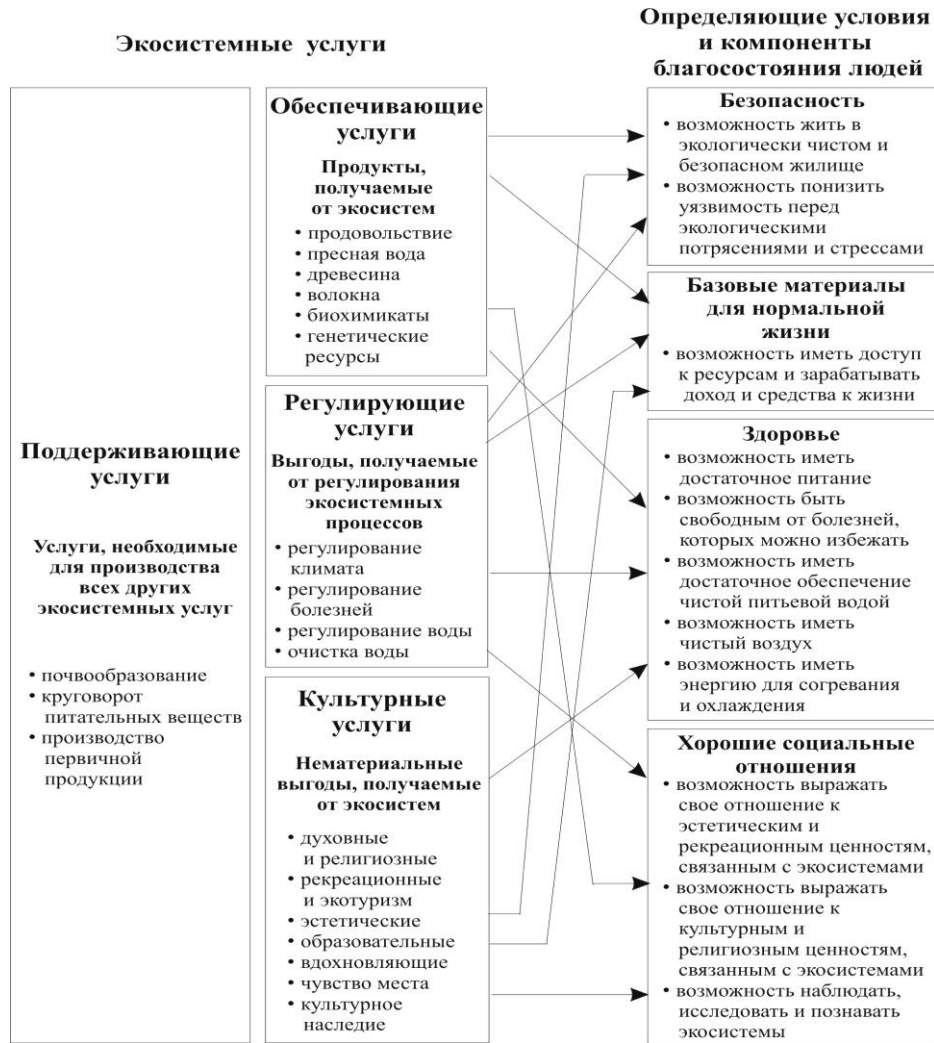 Экосистемные услуги
Определяющие условия
и компоненты
благосостояния людей
Поддерживающие
услуги
Услуги, необходимые
для производства
всех других
экосистемных услуг
• почвообразование
• круговорот
питательных веществ
• производство
первичной
продукции
Обеспечивающие
услуги
Продукты,
получаемые
от экосистем
• продовольствие
• пресная вода
• древесина
• волокна
• биохимикаты
• генетические
ресурсы
Регулирующие
услуги
Выгоды, получаемые
от регулирования
экосистемных
процессов
• регулирование
климата
• регулирование
болезней
• регулирование воды
• очистка воды
Культурные
услуги
Нематериальные
выгоды, получаемые
от экосистем
• духовные
и религиозные
• рекреационные
и экотуризм
• эстетические
• образовательные
• вдохновляющие
• чувство места
• культурное
наследие
Безопасность
• возможность жить в
экологически чистом и
безопасном жилище
• возможность понизить
уязвимость перед
экологическими
потрясениями и стрессами
Базовые материалы
для нормальной
жизни
• возможность иметь доступ
к ресурсам и зарабатывать
доход и средства к жизни
Здоровье
• возможность иметь
достаточное питание
• возможность быть
свободным от болезней,
которых можно избежать
• возможность иметь
достаточное обеспечение
чистой питьевой водой
• возможность иметь
чистый воздух
• возможность иметь
энергию для согревания
и охлаждения
Хорошие социальные
отношения
• возможность выражать
свое отношение к
эстетическим и
рекреационным ценностям,
связанным с экосистемами
• возможность выражать
свое отношение к
культурным и
религиозным ценностям,
связанным с экосистемами
• возможность наблюдать,
исследовать и познавать
экосистемы